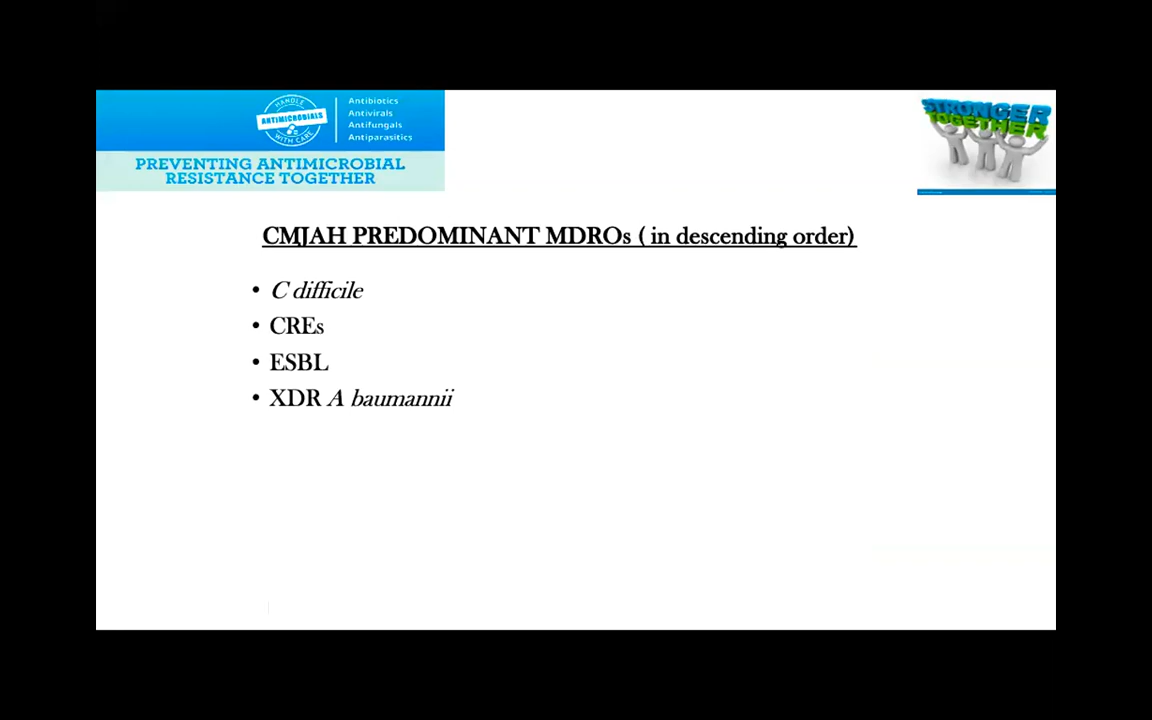 HANDLE
ANTIMICROBIALS
WITH CARE
Antibiotics
Antivirals
Antifungals
Antiparasitics
PREVENTING ANTIMICROBIAL
RESISTANCE TOGETHER
STRONGER
TOGETHER
CMJAH PREDOMINANT MDROs ( in descending order)
• C difficile
• CREs
• ESBL
• XDR A baumannii